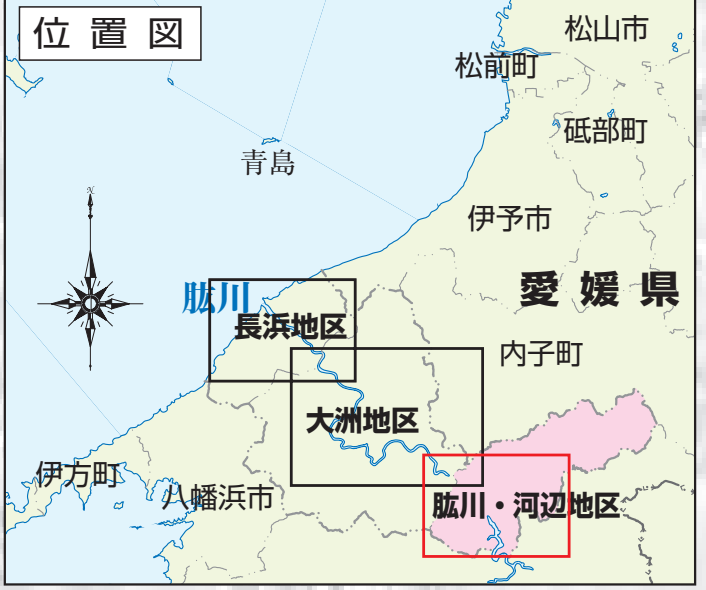 位置図
松山市
松前町
砥部町
青島
N
伊予市
肱川
愛媛県
長浜地区
内子町
大洲地区
伊方町
八幡浜市
肱川・河辺地区